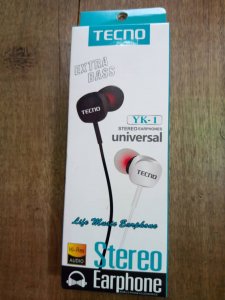 TECNO
EXTRA
BASS
TECNO
YK-1
STEREO EARPHONES
universal
TECNO
Life Music Earphone
Hi-Res
AUDIO
Stereo
Earphone